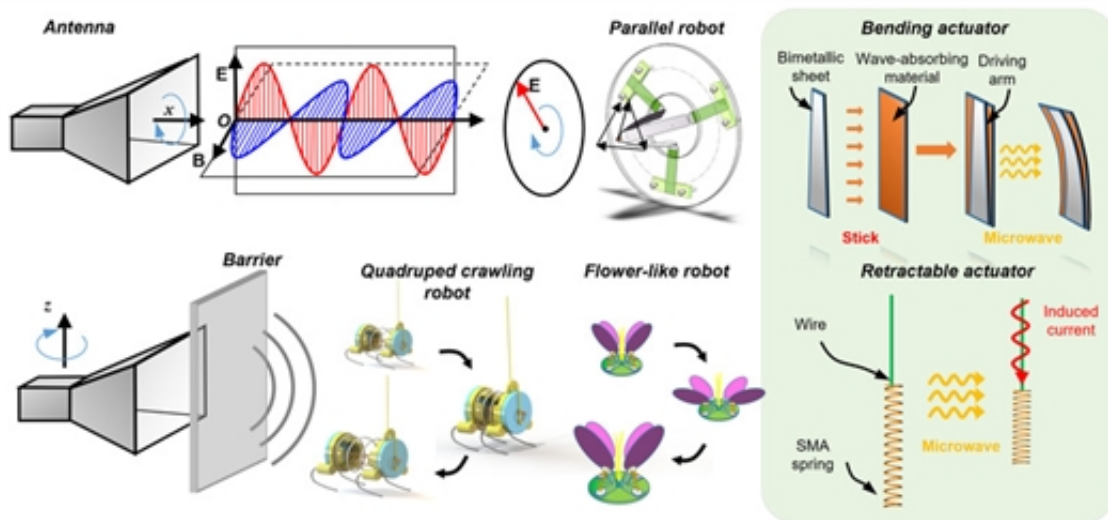 Antenna
x
E
O
B
E
Parallel robot
Bending actuator
Bimetallic
sheet
Wave-absorbing
material
Driving
arm
Stick
Microwave
z
Barrier
Quadruped crawling
robot
Flower-like robot
Retractable actuator
Wire
SMA
spring
Microwave
Induced
current